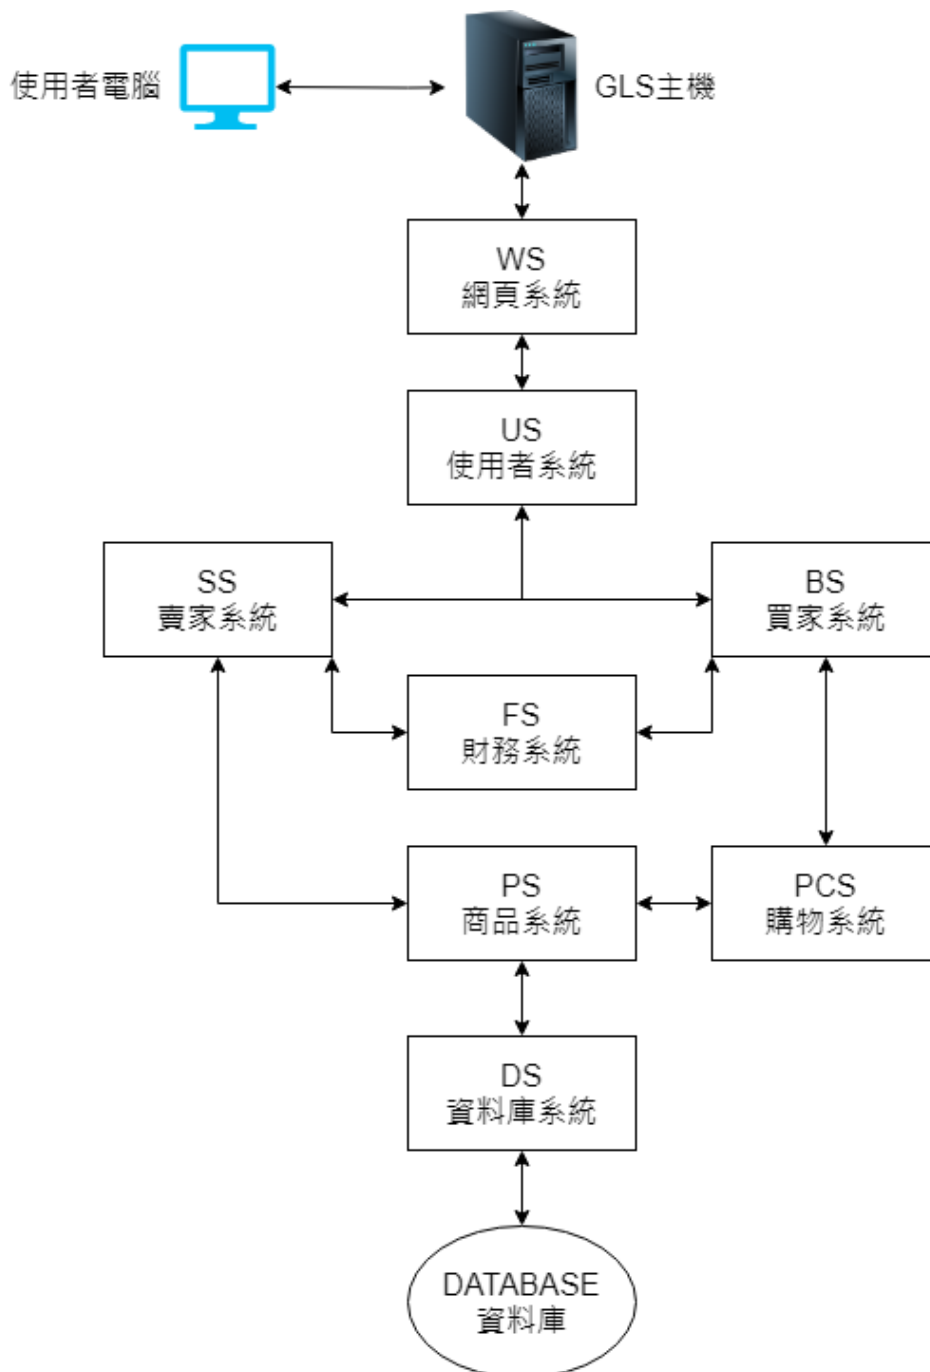 使用者電腦
GLS主機
WS
網頁系統
US
使用者系統
SS
賣家系統
BS
買家系統
FS
財務系統
PS
商品系統
PCS
購物系統
DS
資料庫系統
DATABASE
資料庫